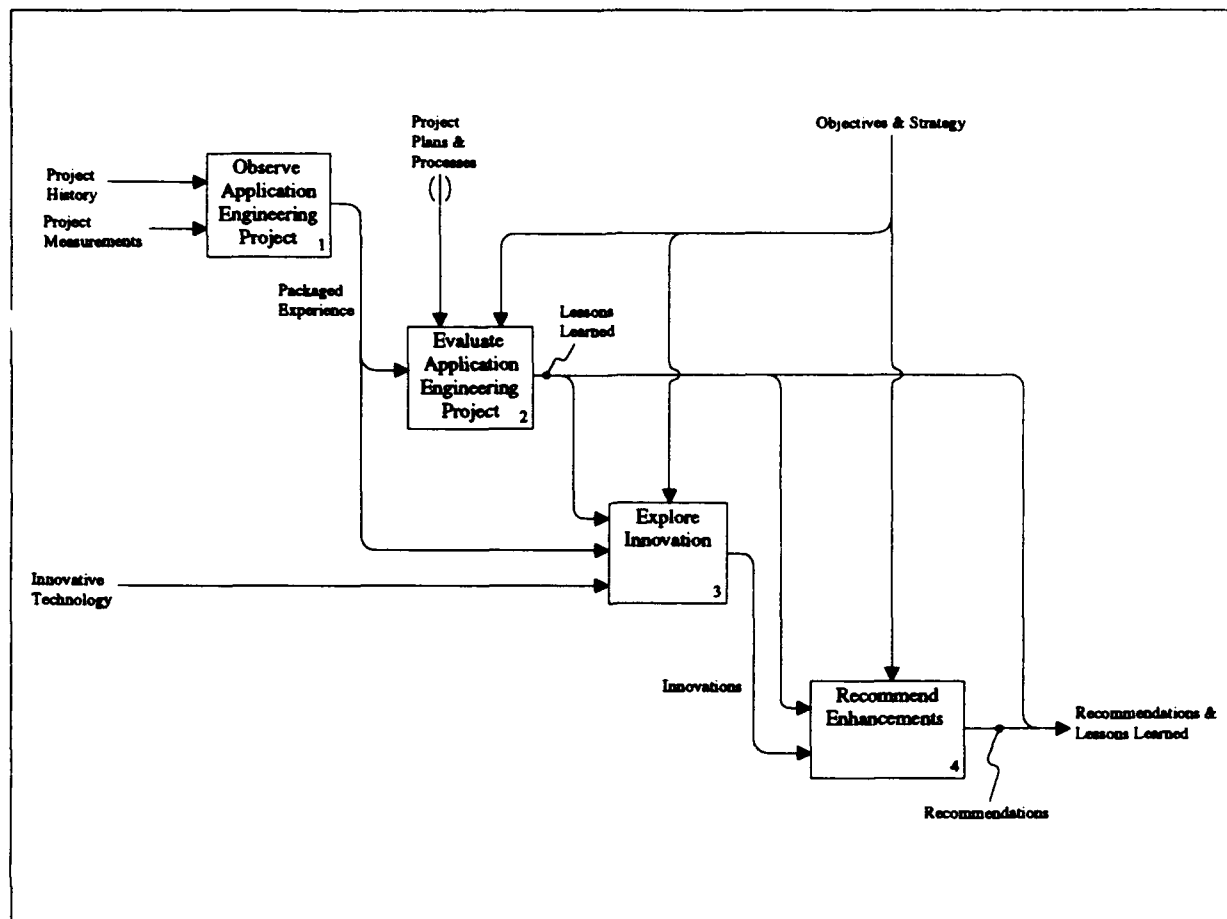 Project
Plans &
Processes
( )
Objectives & Strategy
Observe
Application
Engineering
Project
1
Project
History
Project
Measurements
Packaged
Experience
Lessons
Learned
Evaluate
Application
Engineering
Project
2
Explore
Innovation
3
Innovative
Technology
Innovations
Recommend
Enhancements
4
Recommendations &
Lessons Learned
Recommendations